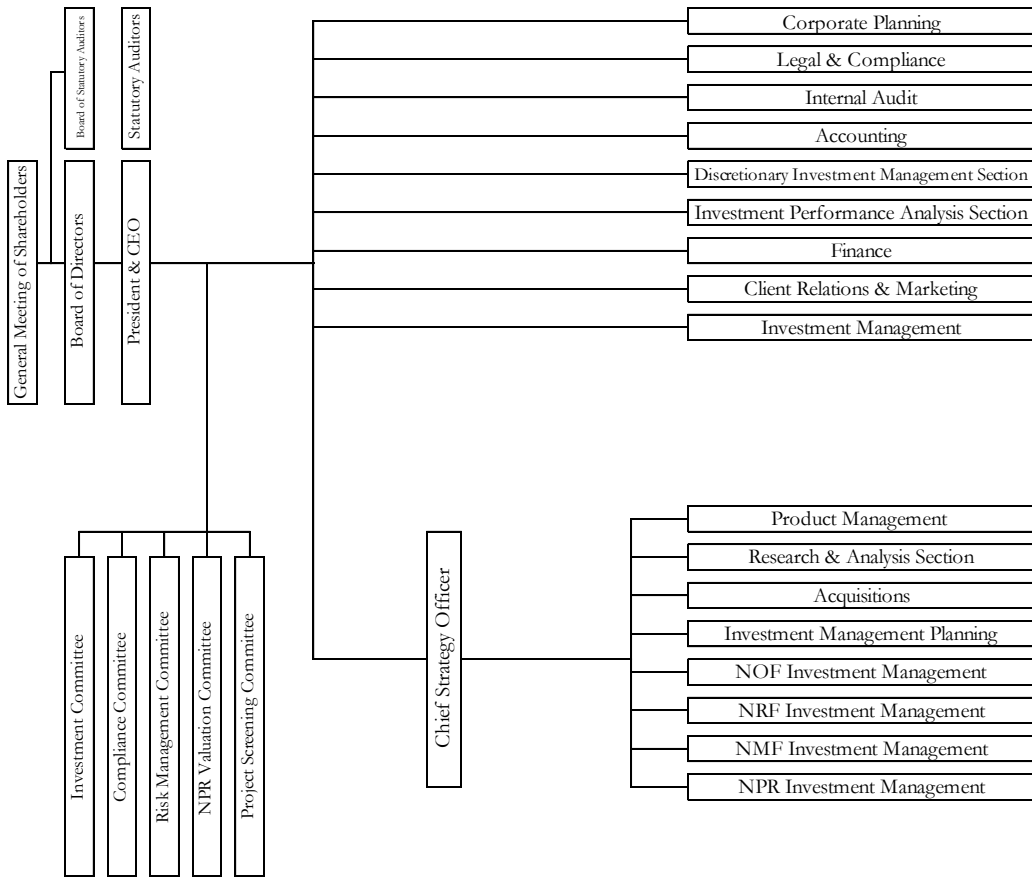 General Meeting of Shareholders
Board of Statutory Auditors
Board of Directors
Statutory Auditors
President & CEO
Corporate Planning
Legal & Compliance
Internal Audit
Accounting
Discretionary Investment Management Section
Investment Performance Analysis Section
Finance
Client Relations & Marketing
Investment Management
Investment Committee
Compliance Committee
Risk Management Committee
NPR Valuation Committee
Project Screening Committee
Chief Strategy Officer
Product Management
Research & Analysis Section
Acquisitions
Investment Management Planning
NOF Investment Management
NRF Investment Management
NMF Investment Management
NPR Investment Management